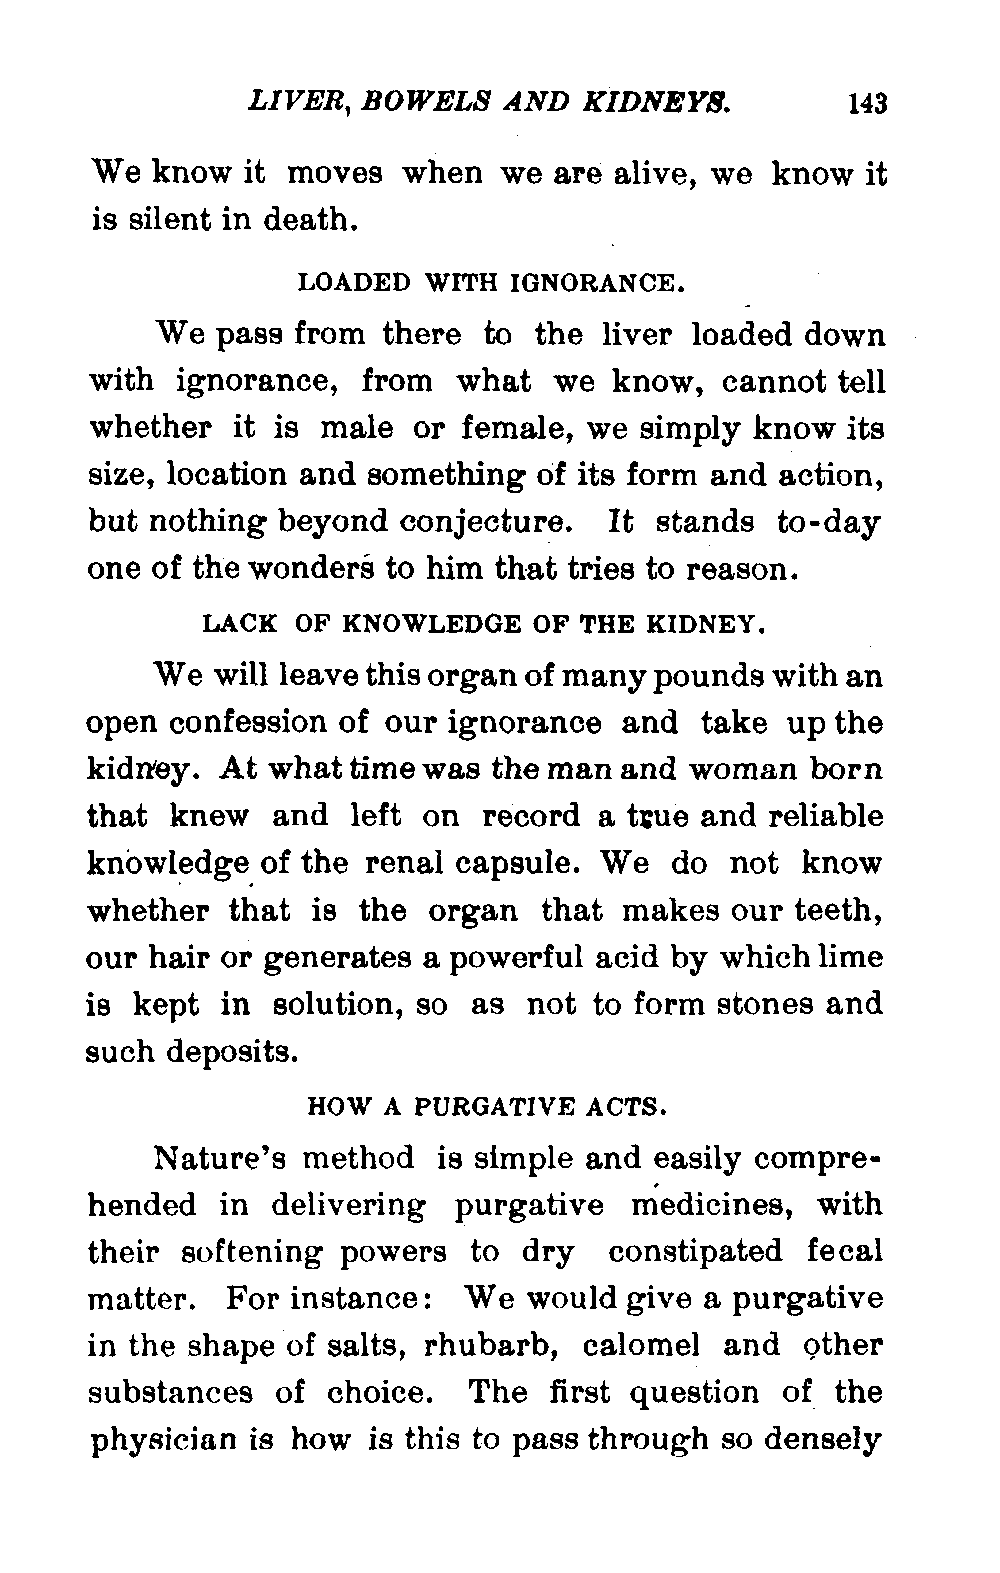 LIVER, BOWELS AND KIDNEYS. 143
We know it moves when we are alive, we know it
is silent in death.
LOADED WITH IGNORANCE.
We pass from there to the liver loaded down
with ignorance, from what we know, cannot tell
whether it is male or female, we simply know its
size, location and something of its form and action,
but nothing beyond conjecture. It stands to-day
one of the wonders to him that tries to reason.
LACK OF KNOWLEDGE OF THE KIDNEY.
We will leave this organ of many pounds with an
open confession of our ignorance and take up the
kidney. At what time was the man and woman born
that knew and left on record a true and reliable
knowledge of the renal capsule. We do not know
whether that is the organ that makes our teeth,
our hair or generates a powerful acid by which lime
is kept in solution, so as not to form stones and
such deposits.
HOW A PURGATIVE ACTS.
Nature's method is simple and easily compre-
hended in delivering purgative medicines, with
their softening powers to dry constipated fecal
matter. For instance: We would give a purgative
in the shape of salts, rhubarb, calomel and other
substances of choice. The first question of the
physician is how is this to pass through so densely